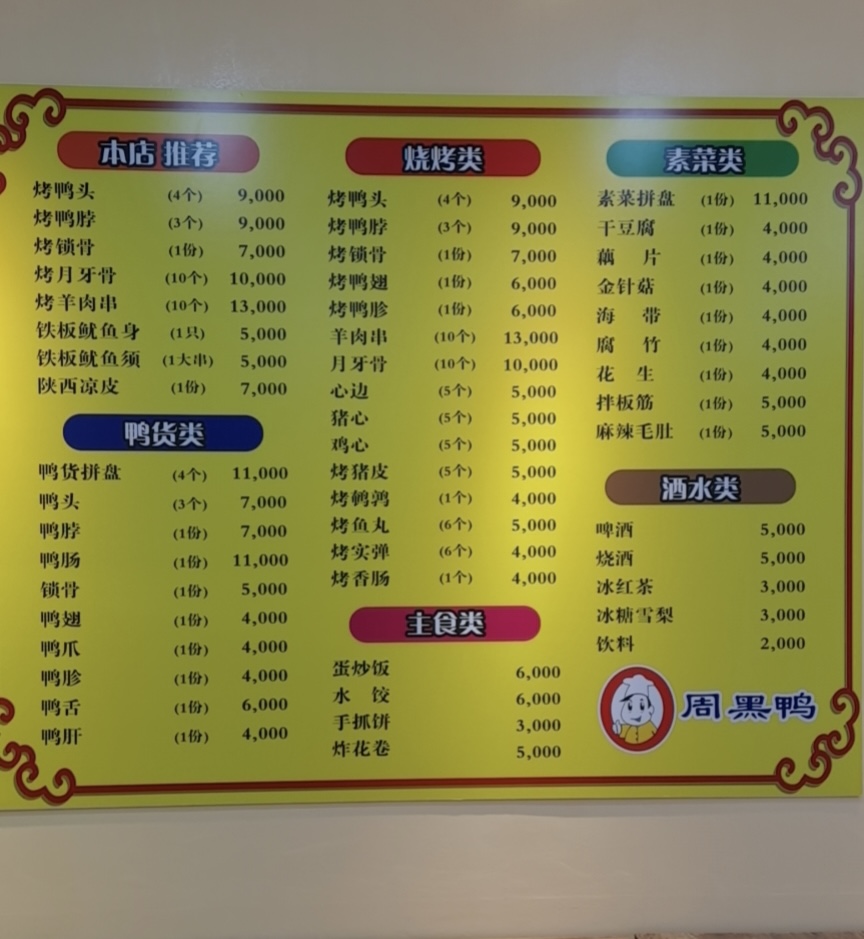 本店 推荐
烤鸭头 (4个) 9,000
烤鸭脖 (3个) 9,000
烤锁骨 (1份) 7,000
烤月牙骨 (10个) 10,000
烤羊肉串 (10个) 13,000
铁板鱿鱼身 (1只) 5,000
铁板鱿鱼须 (1大串) 5,000
陕西凉皮 (1份) 7,000
鸭货类
鸭货拼盘 (4个) 11,000
鸭头 (3个) 7,000
鸭脖 (1份) 7,000
鸭肠 (1份) 11,000
锁骨 (1份) 5,000
鸭翅 (1份) 4,000
鸭爪 (1份) 4,000
鸭胗 (1份) 4,000
鸭舌 (1份) 6,000
鸭肝 (1份) 4,000
烧烤类
烤鸭头 (4个) 9,000
烤鸭脖 (3个) 9,000
烤锁骨 (1份) 7,000
烤鸭翅 (1份) 6,000
烤鸭胗 (1份) 6,000
羊肉串 (10个) 13,000
月牙骨 (10个) 10,000
心边 (5个) 5,000
猪心 (5个) 5,000
鸡心 (5个) 5,000
烤猪皮 (5个) 5,000
烤鹌鹑 (1个) 4,000
烤鱼丸 (6个) 5,000
烤实弹 (6个) 4,000
烤香肠 (1个) 4,000
主食类
蛋炒饭 6,000
水 饺 6,000
手抓饼 3,000
炸花卷 5,000
素菜类
素菜拼盘 (1份) 11,000
干豆腐 (1份) 4,000
藕 片 (1份) 4,000
金针菇 (1份) 4,000
海 带 (1份) 4,000
腐 竹 (1份) 4,000
花 生 (1份) 4,000
拌板筋 (1份) 5,000
麻辣毛肚 (1份) 5,000
酒水类
啤酒 5,000
烧酒 5,000
冰红茶 3,000
冰糖雪梨 3,000
饮料 2,000
周黑鸭